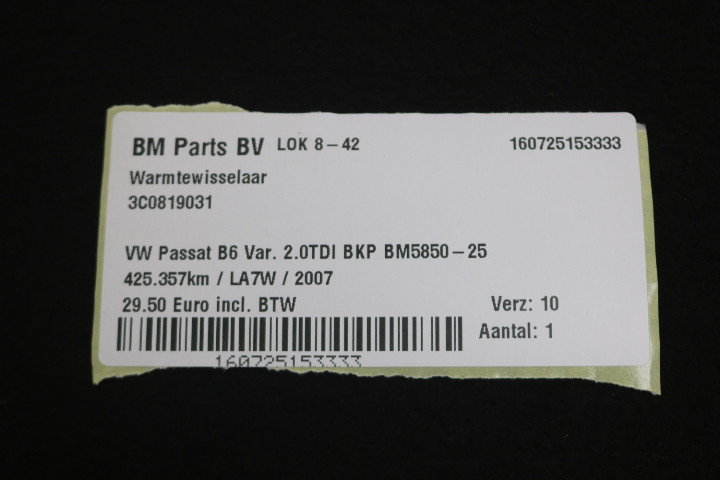 BM Parts BV LOK 8-42 160725153333
Warmtewisselaar
3C0819031
VW Passat B6 Var. 2.0TDI BKP BM5850-25
425.357km / LA7W / 2007
29.50 Euro incl. BTW Verz: 10
Aantal: 1
160725153333